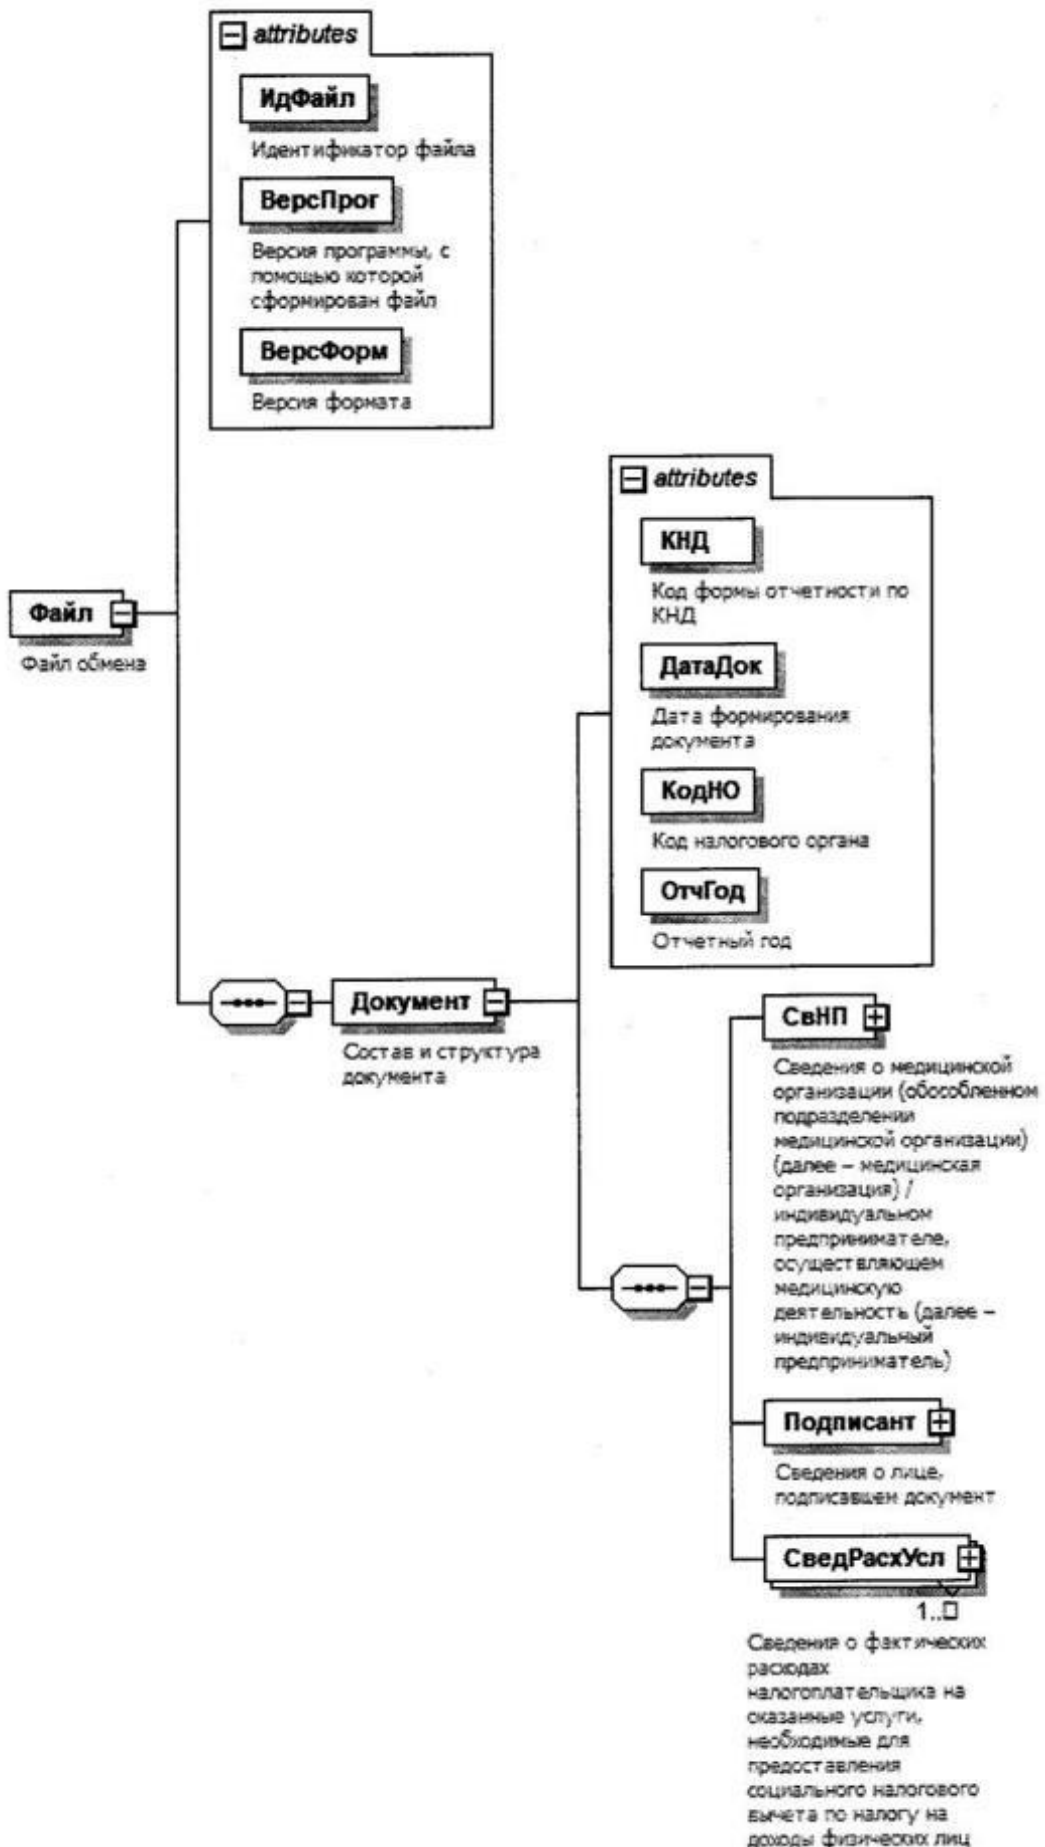 attributes
ИдФайл
Идентификатор файла
ВерсПрог
Версия программы, с
помощью которой
сформирован файл
ВерсФорм
Версия формата
attributes
КНД
Код формы отчетности по
КНД
Файл
Файл обмена
ДатаДок
Дата формирования
документа
КодНО
Код налогового органа
ОтчГод
Отчетный год
Документ
Состав и структура
документа
СвНП
Сведения о медицинской
организации (обособленном
подразделении
медицинской организации)
(далее – медицинская
организация) /
индивидуальном
предпринимателе,
осуществляющем
медицинскую
деятельность (далее –
индивидуальный
предприниматель)
Подписант
Сведения о лице,
подписавшем документ
СведРасхУсл
1..□
Сведения о фактических
расходах
налогоплательщика на
оказанные услуги,
необходимые для
предоставления
социального налогового
вычета по налогу на
доходы физических лиц